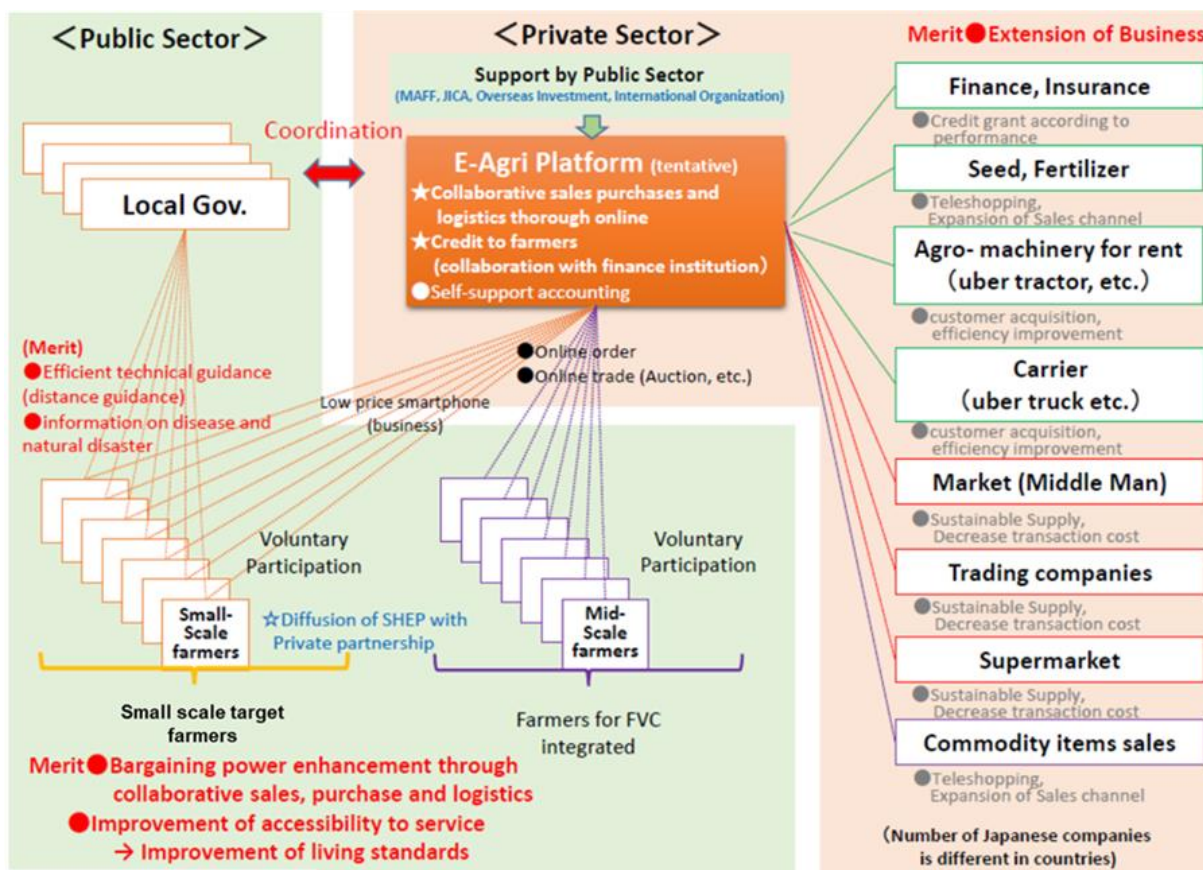 ＜Public Sector＞
Local Gov.
Coordination
(Merit)
●Efficient technical guidance
(distance guidance)
●information on disease and
natural disaster
＜Private Sector＞
Support by Public Sector
(MAFF, JICA, Overseas Investment, International Organization)
E-Agri Platform (tentative)
★Collaborative sales purchases and
logistics thorough online
★Credit to farmers
(collaboration with finance institution）
●Self-support accounting
●Online order
●Online trade (Auction, etc.)
Low price smartphone
(business)
Voluntary
Participation
Small-
Scale
farmers
☆Diffusion of SHEP with
Private partnership
Voluntary
Participation
Mid-
Scale
farmers
Small scale target
farmers
Farmers for FVC
integrated
Merit●Bargaining power enhancement through
collaborative sales, purchase and logistics
●Improvement of accessibility to service
→ Improvement of living standards
Merit●Extension of Business
Finance, Insurance
●Credit grant according to
performance
Seed, Fertilizer
●Teleshopping,
Expansion of Sales channel
Agro- machinery for rent
（uber tractor, etc.）
●customer acquisition,
efficiency improvement
Carrier
（uber truck etc.）
●customer acquisition,
efficiency improvement
Market (Middle Man)
●Sustainable Supply,
Decrease transaction cost
Trading companies
●Sustainable Supply,
Decrease transaction cost
Supermarket
●Sustainable Supply,
Decrease transaction cost
Commodity items sales
●Teleshopping,
Expansion of Sales channel
（Number of Japanese companies
is different in countries)